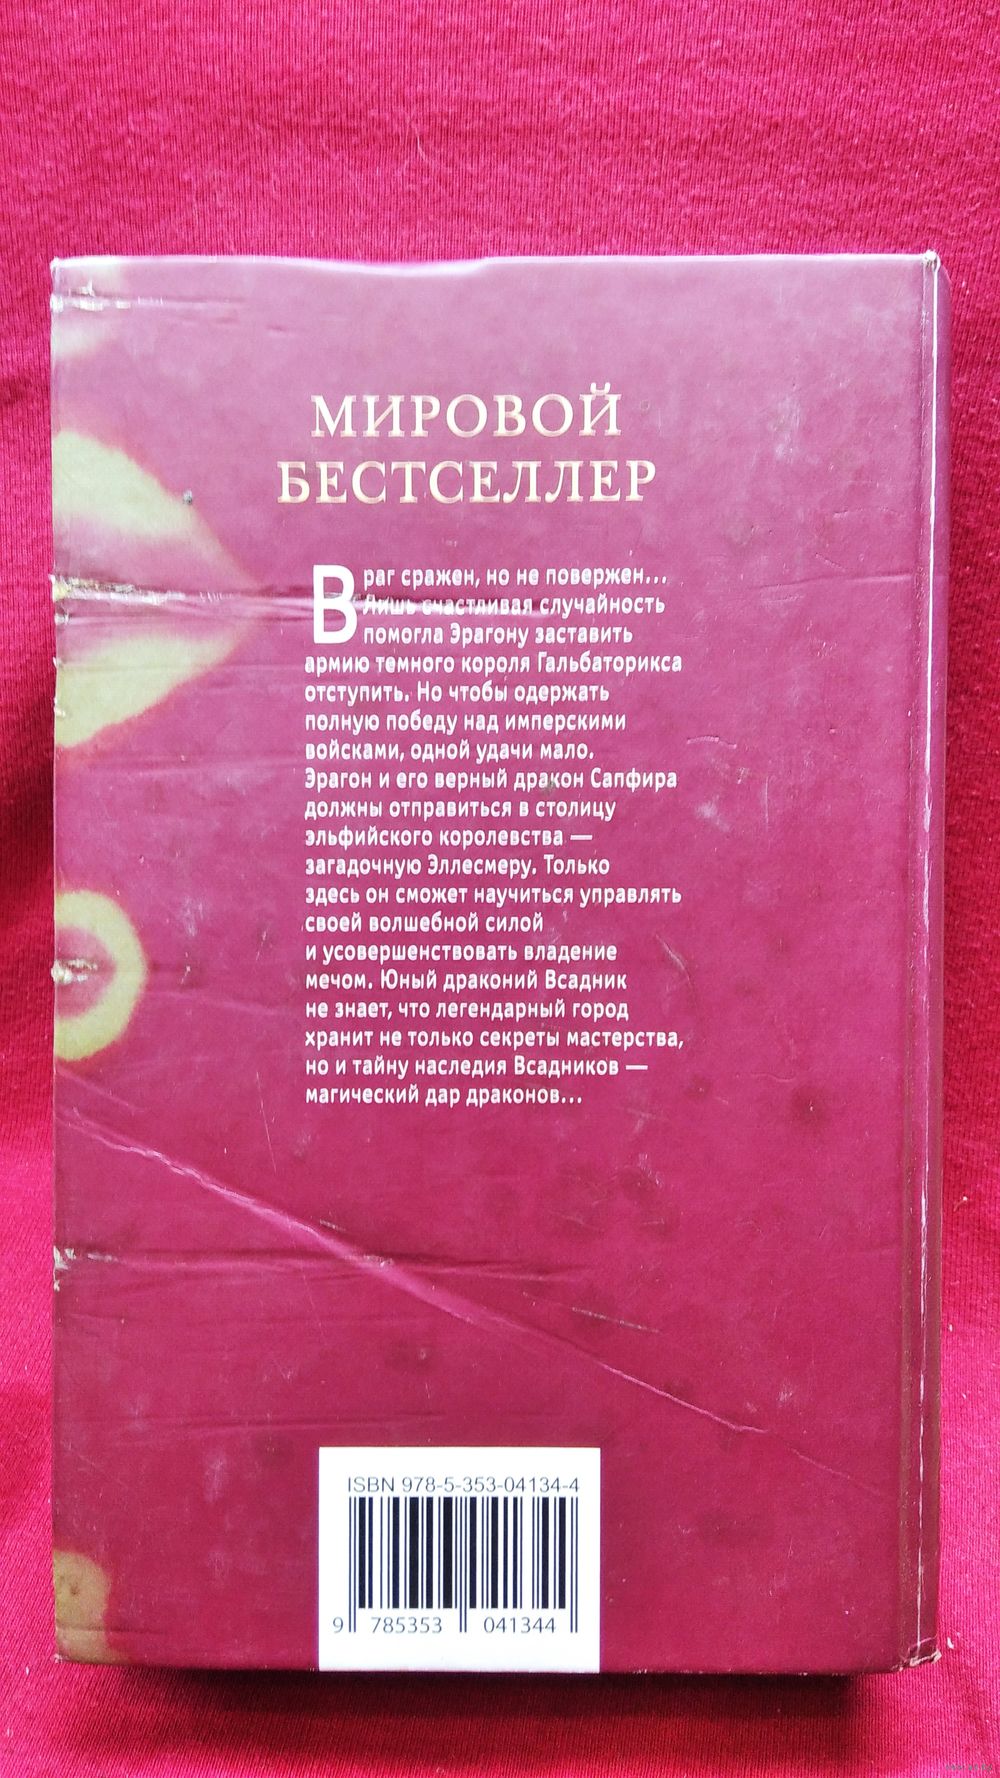 МИРОВОЙ
БЕСТСЕЛЛЕР
Враг сражен, но не повержен...
Лишь счастливая случайность
помогла Эрагону заставить
армию темного короля Гальбаторикса
отступить. Но чтобы одержать
полную победу над имперскими
войсками, одной удачи мало.
Эрагон и его верный дракон Сапфира
должны отправиться в столицу
эльфийского королевства —
загадочную Эллесмеру. Только
здесь он сможет научиться управлять
своей волшебной силой
и усовершенствовать владение
мечом. Юный драконий Всадник
не знает, что легендарный город
хранит не только секреты мастерства,
но и тайну наследия Всадников —
магический дар драконов...
ISBN 978-5-353-04134-4
9 785353 041344